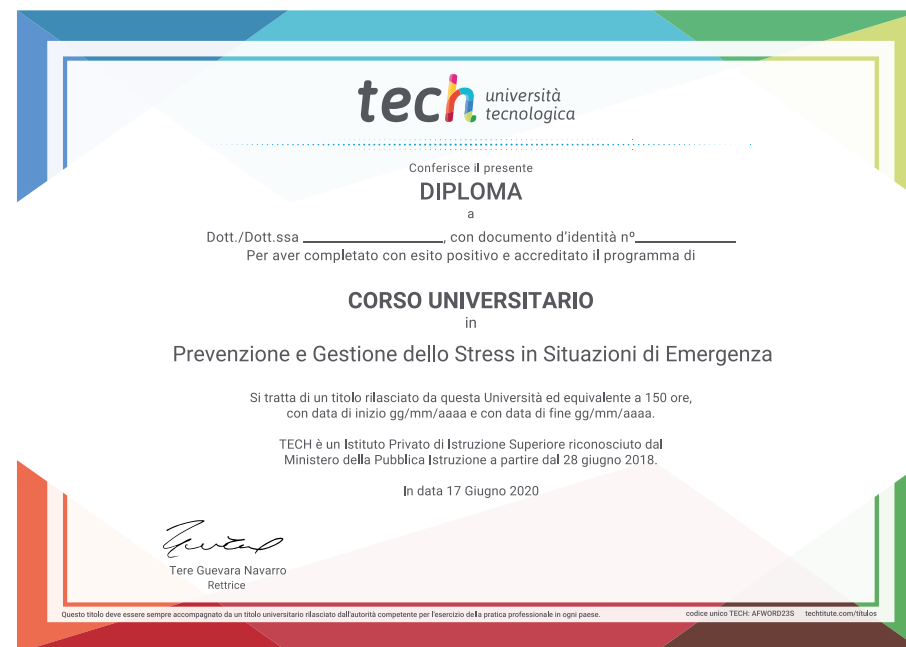 tech università
tecnologica
Conferisce il presente
DIPLOMA
a
Dott./Dott.ssa ____________________, con documento d'identità nº______________
Per aver completato con esito positivo e accreditato il programma di
CORSO UNIVERSITARIO
in
Prevenzione e Gestione dello Stress in Situazioni di Emergenza
Si tratta di un titolo rilasciato da questa Università ed equivalente a 150 ore,
con data di inizio gg/mm/aaaa e con data di fine gg/mm/aaaa.
TECH è un Istituto Privato di Istruzione Superiore riconosciuto dal
Ministero della Pubblica Istruzione a partire dal 28 giugno 2018.
In data 17 Giugno 2020
Tere Guevara Navarro
Rettrice
Questo titolo deve essere sempre accompagnato da un titolo universitario rilasciato dall'autorità competente per l'esercizio della pratica professionale in ogni paese. codice unico TECH: AFWORD23S techtitute.com/titulos